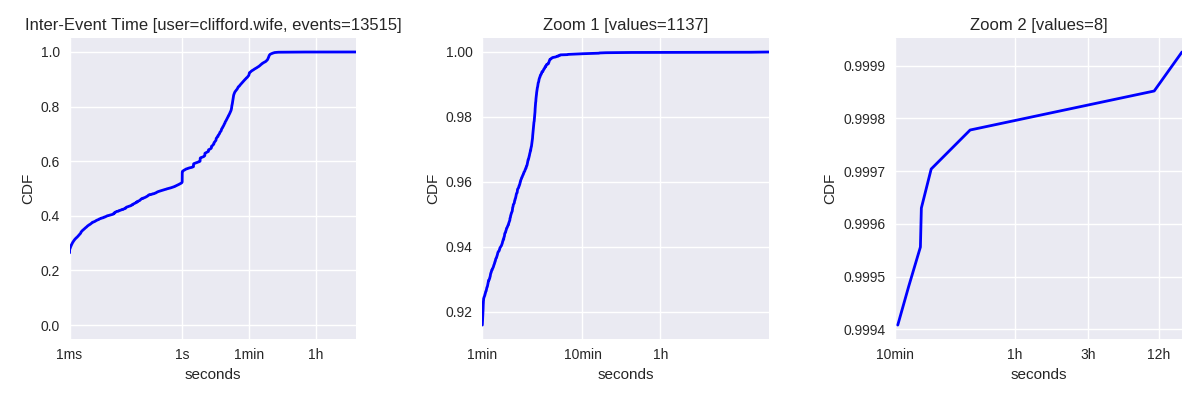 Inter-Event Time [user=clifford.wife, events=13515]
CDF
1.0
0.8
0.6
0.4
0.2
0.0
1ms
1s
1min
1h
seconds
Zoom 1 [values=1137]
CDF
1.00
0.98
0.96
0.94
0.92
1min
10min
1h
seconds
Zoom 2 [values=8]
CDF
0.9999
0.9998
0.9997
0.9996
0.9995
0.9994
10min
1h
3h
12h
seconds